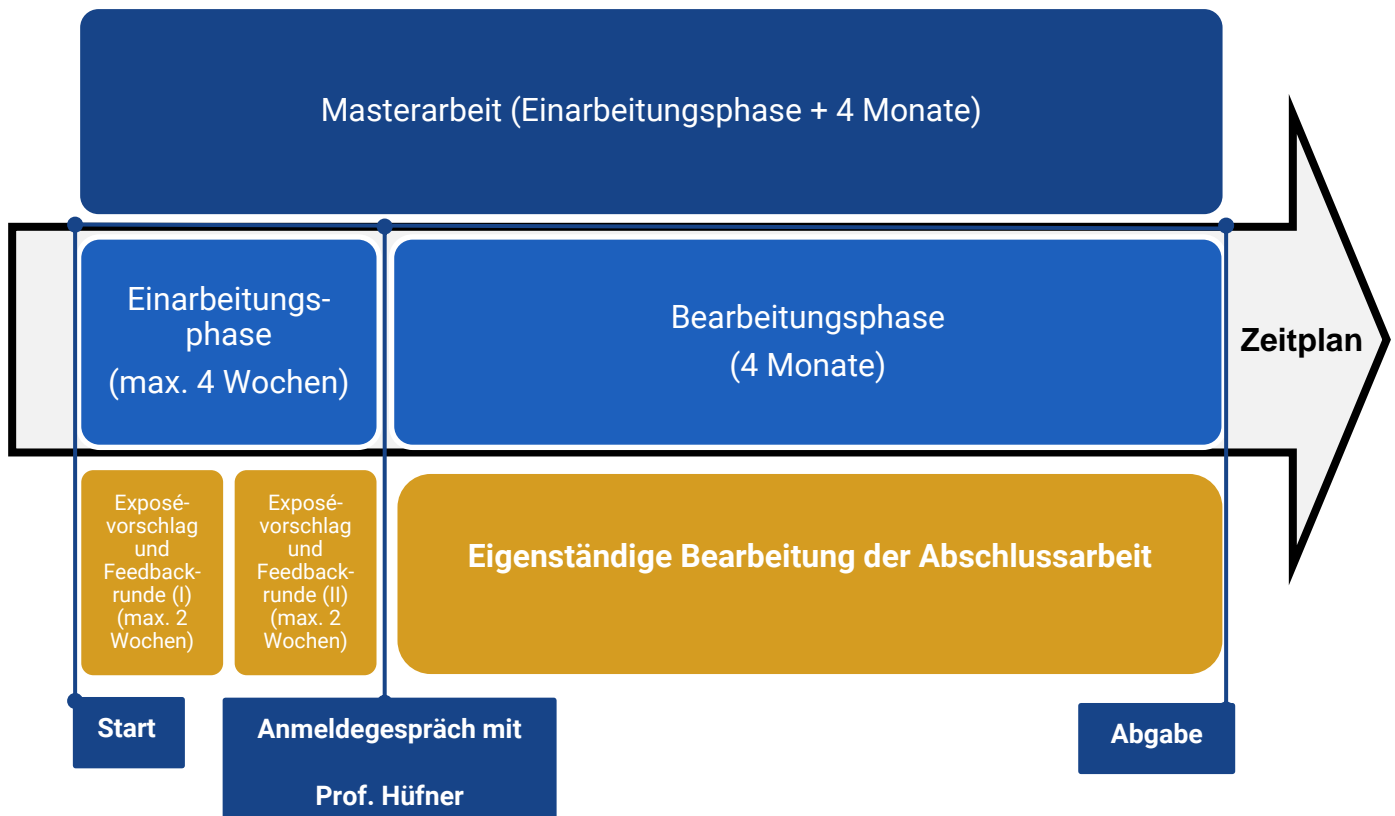 Masterarbeit (Einarbeitungsphase + 4 Monate)
Einarbeitungs-
phase
(max. 4 Wochen)
Bearbeitungsphase
(4 Monate)
Zeitplan
Exposé-
vorschlag
und
Feedback-
runde (I)
(max. 2
Wochen)
Exposé-
vorschlag
und
Feedback-
runde (II)
(max. 2
Wochen)
Eigenständige Bearbeitung der Abschlussarbeit
Start
Anmeldegespräch mit
Prof. Hüfner
Abgabe